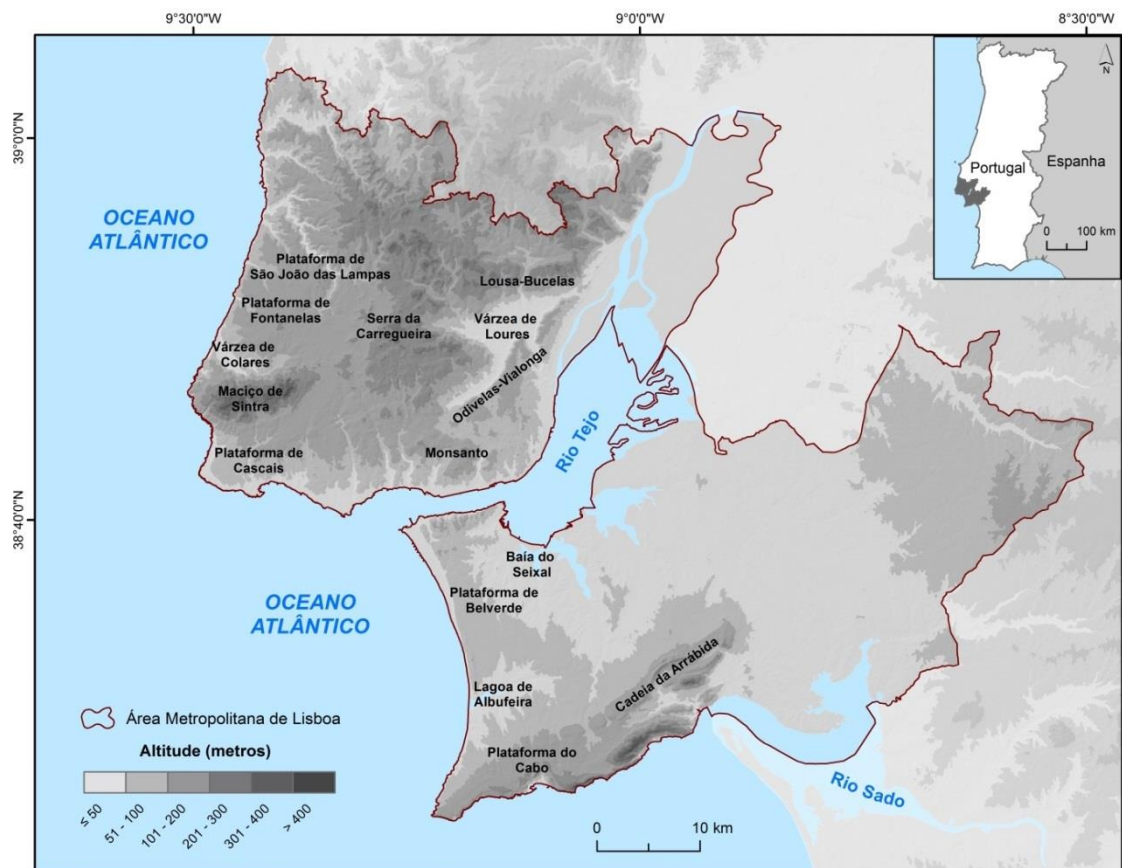 9°30'0"W
9°00'0"W
8°30'0"W
39°0'0"N
38°40'0"N
N
Portugal
Espanha
0 100 km
OCEANO
ATLÂNTICO
Plataforma de
São João das Lampas
Lousa-Bucelas
Plataforma de
Fontanelas
Serra da
Carregueira
Várzea de
Loures
Várzea de
Colares
Odivelas-Vialonga
Maciço de
Sintra
Plataforma de
Cascais
Monsanto
Rio Tejo
Baía do
Seixal
OCEANO
ATLÂNTICO
Plataforma de
Belverde
Cadeia da Arrábida
Lagoa de
Albufeira
Plataforma do
Cabo
Rio Sado
Área Metropolitana de Lisboa
Altitude (metros)
≤ 50
51 - 100
101 - 200
201 - 300
301 - 400
> 400
0 10 km